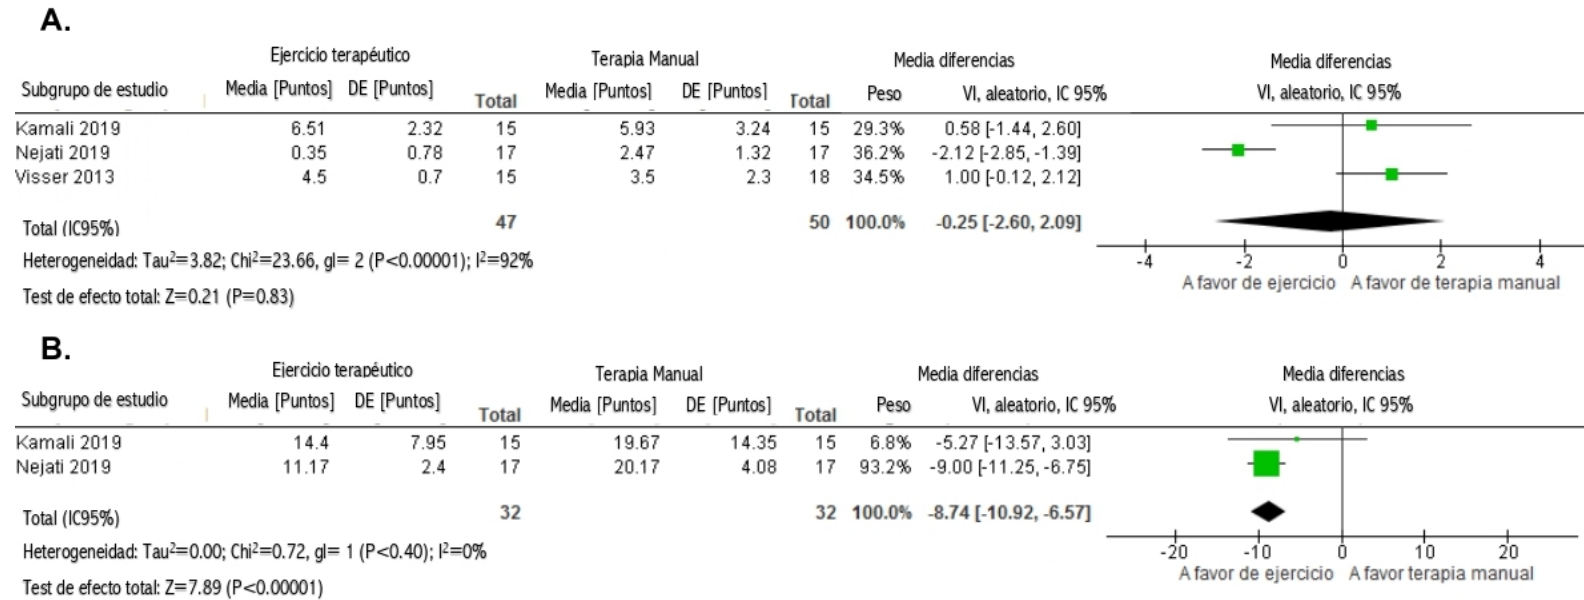 A.
Ejercicio terapéutico Terapia Manual Media diferencias Media diferencias
Subgrupo de estudio Media [Puntos] DE [Puntos] Total Media [Puntos] DE [Puntos] Total Peso VI, aleatorio, IC 95% VI, aleatorio, IC 95%
Kamali 2019 6.51 2.32 15 5.93 3.24 15 29.3% 0.58 [-1.44, 2.60]
Nejati 2019 0.35 0.78 17 2.47 1.32 17 36.2% -2.12 [-2.85, -1.39]
Visser 2013 4.5 0.7 15 3.5 2.3 18 34.5% 1.00 [-0.12, 2.12]
Total (IC95%) 47 50 100.0% -0.25 [-2.60, 2.09]
Heterogeneidad: Tau²=3.82; Chi²=23.66, gl= 2 (P<0.00001); I²=92%
Test de efecto total: Z=0.21 (P=0.83)
-4 -2 0 2 4
A favor de ejercicio A favor de terapia manual
B.
Ejercicio terapéutico Terapia Manual Media diferencias Media diferencias
Subgrupo de estudio Media [Puntos] DE [Puntos] Total Media [Puntos] DE [Puntos] Total Peso VI, aleatorio, IC 95% VI, aleatorio, IC 95%
Kamali 2019 14.4 7.95 15 19.67 14.35 15 6.8% -5.27 [-13.57, 3.03]
Nejati 2019 11.17 2.4 17 20.17 4.08 17 93.2% -9.00 [-11.25, -6.75]
Total (IC95%) 32 32 100.0% -8.74 [-10.92, -6.57]
Heterogeneidad: Tau²=0.00; Chi²=0.72, gl= 1 (P<0.40); I²=0%
Test de efecto total: Z=7.89 (P<0.00001)
-20 -10 0 10 20
A favor de ejercicio A favor terapia manual